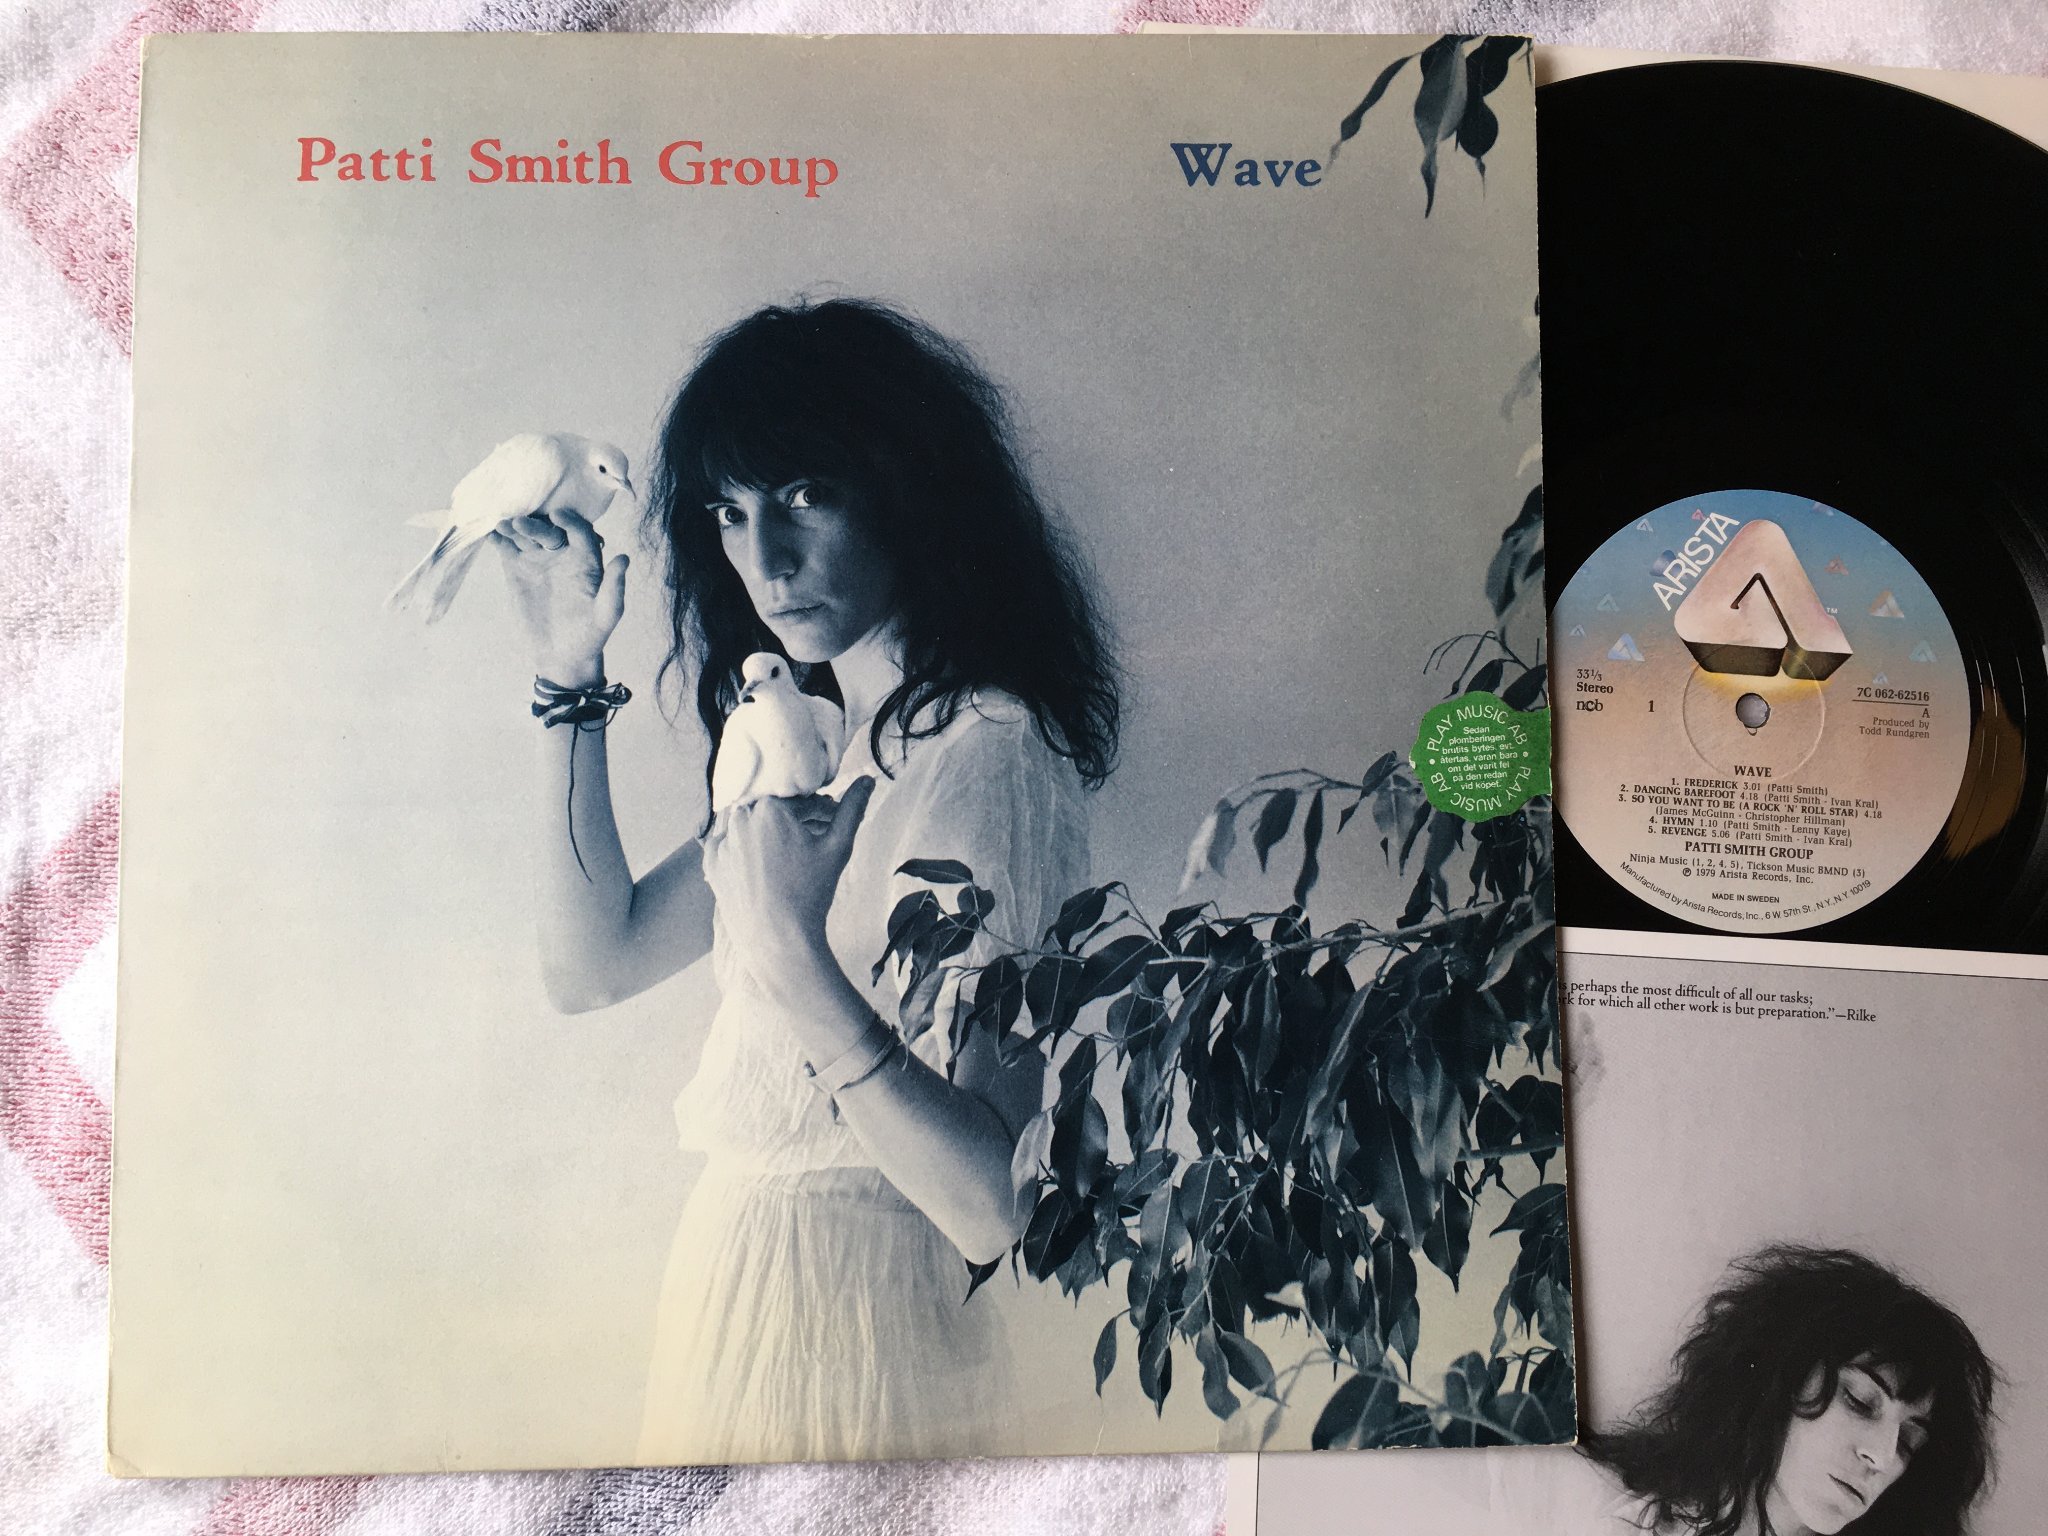 Patti Smith Group
Wave
PLAY MUSIC AB • PLAY MUSIC AB •
Sedan
plomberingen
brutits bytes, evt.
återtas, varan bara
om det varit fel
på den redan
vid köpet.
ARISTA
TM
33 1/3
Stereo
ncb
1
7C 062-62516
A
Produced by
Todd Rundgren
WAVE
1. FREDERICK 3.01 (Patti Smith)
2. DANCING BAREFOOT 4.18 (Patti Smith - Ivan Kral)
3. SO YOU WANT TO BE (A ROCK 'N' ROLL STAR) 4.18
(James McGuinn - Christopher Hillman)
4. HYMN 1.10 (Patti Smith - Lenny Kaye)
5. REVENGE 5.06 (Patti Smith - Ivan Kral)
PATTI SMITH GROUP
Ninja Music (1, 2, 4, 5), Tickson Music BMND (3)
℗ 1979 Arista Records, Inc.
MADE IN SWEDEN
Manufactured by Arista Records, Inc., 6 W 57th St., N.Y., N.Y. 10019
perhaps the most difficult of all our tasks;
for which all other work is but preparation."—Rilke